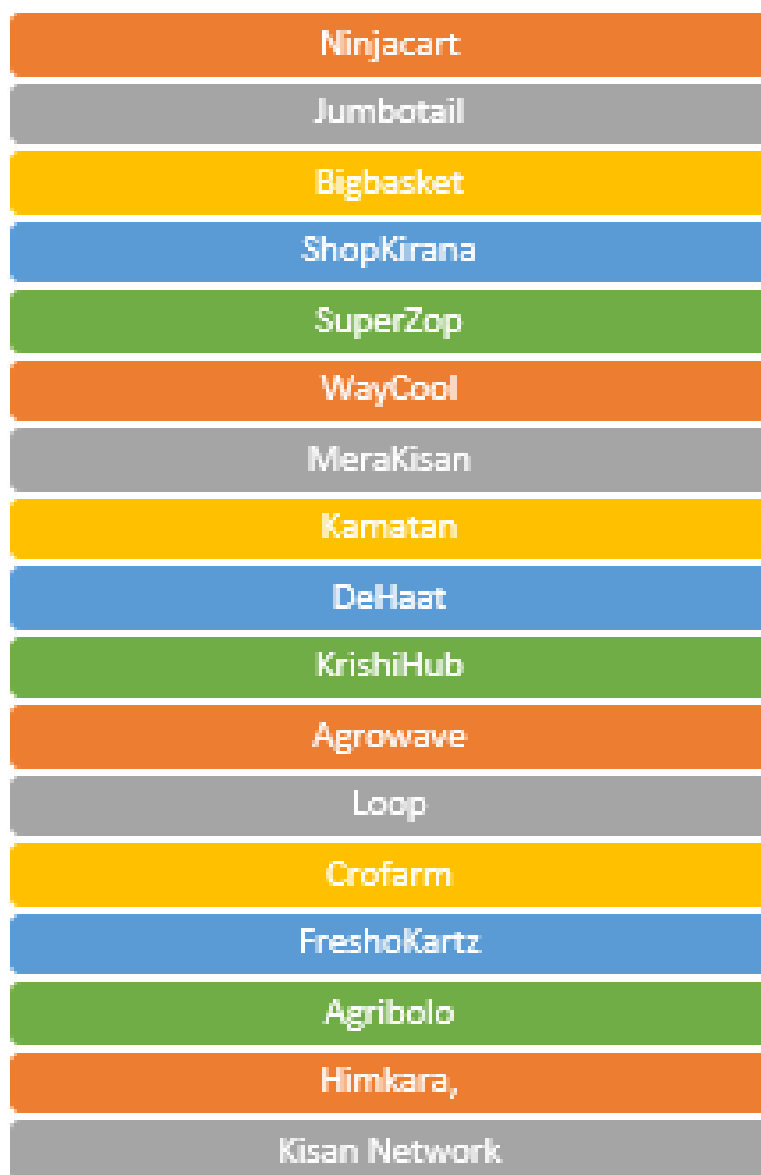 Ninjacart
Jumbotail
Bigbasket
ShopKirana
SuperZop
WayCool
MeraKisan
Kamatan
DeHaat
KrishiHub
Agrowave
Loop
Crofarm
FreshoKartz
Agribolo
Himkara,
Kisan Network